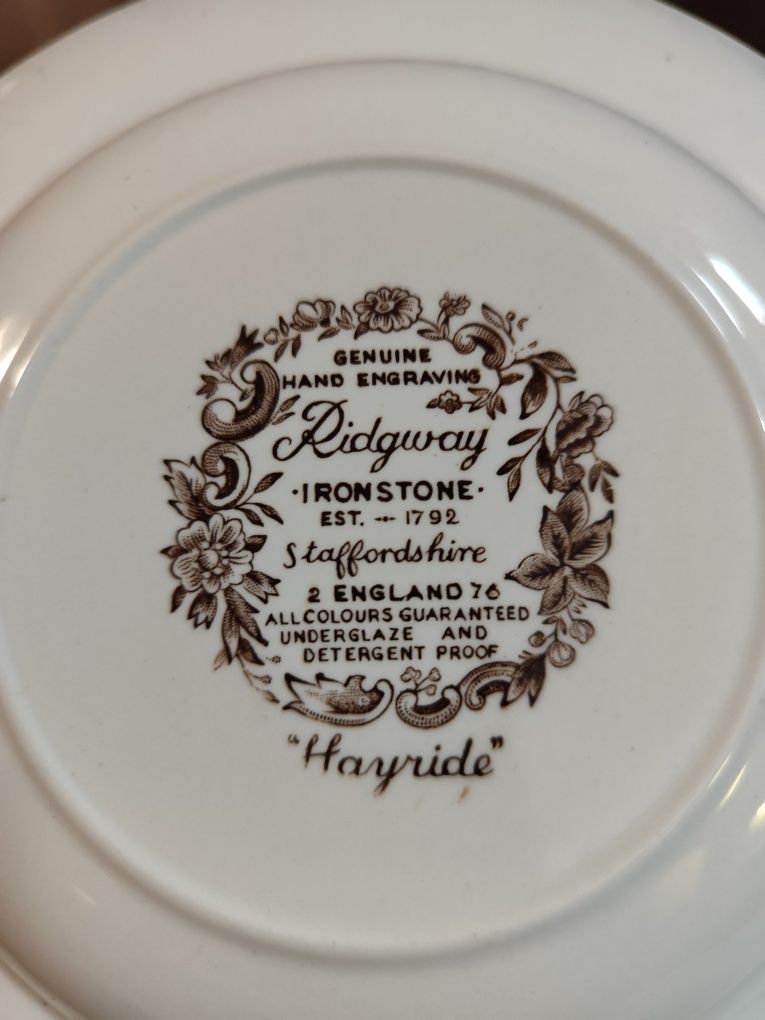 GENUINE
HAND ENGRAVING
Ridgway
·IRONSTONE·
EST. ··· 1792
Staffordshire
2 ENGLAND 76
ALL COLOURS GUARANTEED
UNDERGLAZE AND
DETERGENT PROOF
"Hayride"